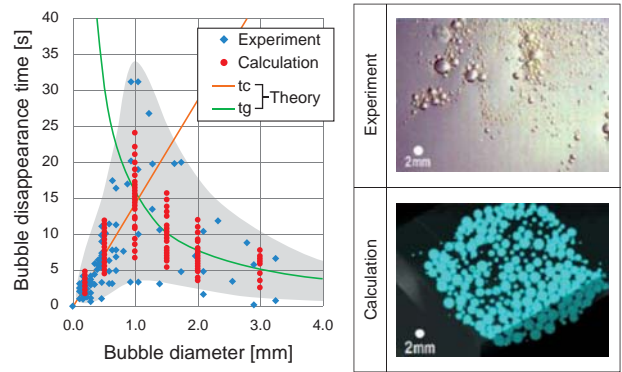 Bubble disappearance time [s]
40
35
30
25
20
15
10
5
0
0.0
1.0
2.0
3.0
4.0
Bubble diameter [mm]
Experiment
Calculation
tc
tg
Theory
Experiment
2mm
Calculation
2mm